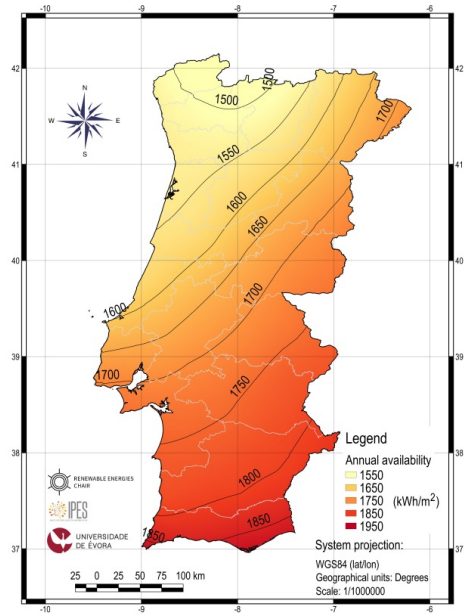 -10 -9 -8 -7 -6
42 42
41 41
40 40
39 39
38 38
37 37
N
W E
S
1500
1500
1550
1600
1650
1700
1700
1600
1700
1750
1800
1850
1850
RENEWABLE ENERGIES
CHAIR
IPES
UNIVERSIDADE
DE ÉVORA
Legend
Annual availability
1550
1650
1750 (kWh/m²)
1850
1950
System projection:
WGS84 (lat/lon)
Geographical units: Degrees
Scale: 1/1000000
25 0 25 50 75 100 km
-10 -9 -8 -7 -6